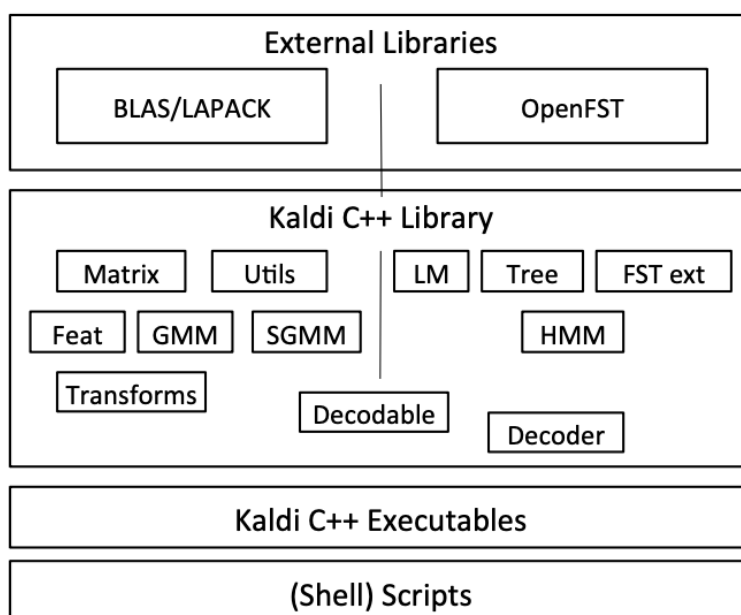 External Libraries
BLAS/LAPACK
OpenFST
Kaldi C++ Library
Matrix
Utils
LM
Tree
FST ext
Feat
GMM
SGMM
HMM
Transforms
Decodable
Decoder
Kaldi C++ Executables
(Shell) Scripts